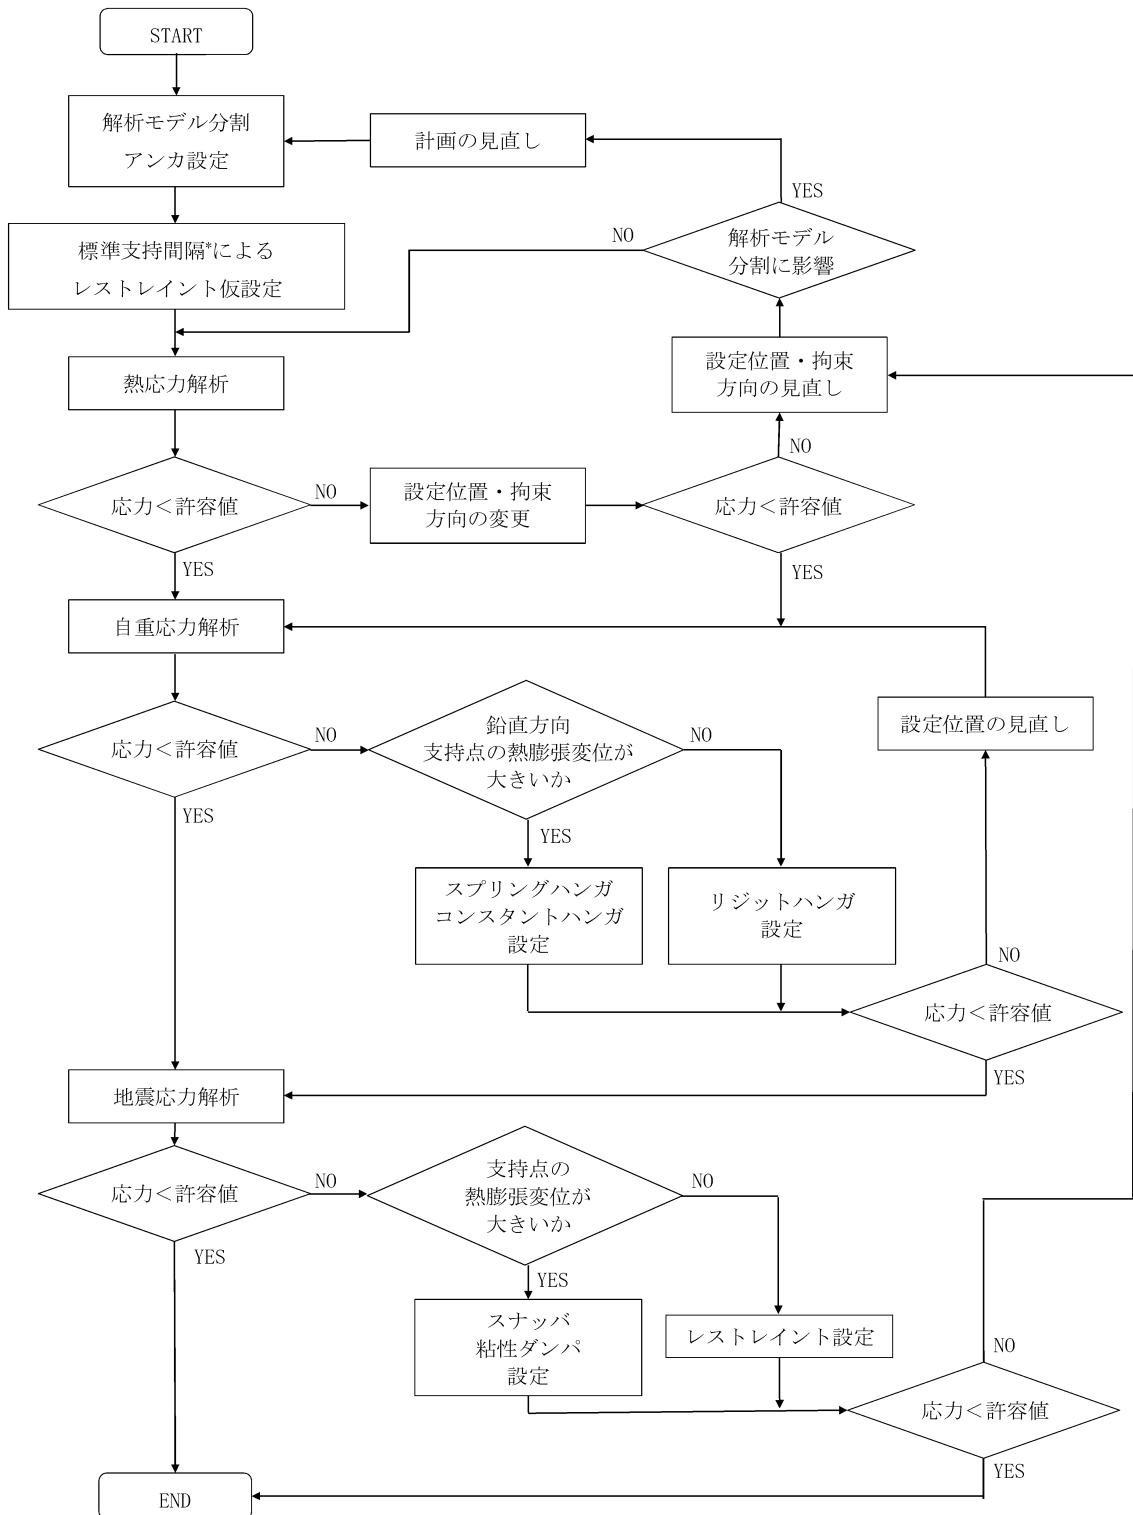 START
解析モデル分割
アンカ設定
計画の見直し
YES
標準支持間隔*による
レストレイント仮設定
NO
解析モデル
分割に影響
熱応力解析
設定位置・拘束
方向の見直し
NO
応力＜許容値
NO
設定位置・拘束
方向の変更
応力＜許容値
YES
YES
自重応力解析
応力＜許容値
NO
鉛直方向
支持点の熱膨張変位が
大きいか
NO
設定位置の見直し
YES
YES
スプリングハンガ
コンスタントハンガ
設定
リジットハンガ
設定
NO
応力＜許容値
YES
地震応力解析
応力＜許容値
NO
支持点の
熱膨張変位が
大きいか
NO
YES
YES
スナッバ
粘性ダンパ
設定
レストレイント設定
NO
応力＜許容値
YES
END